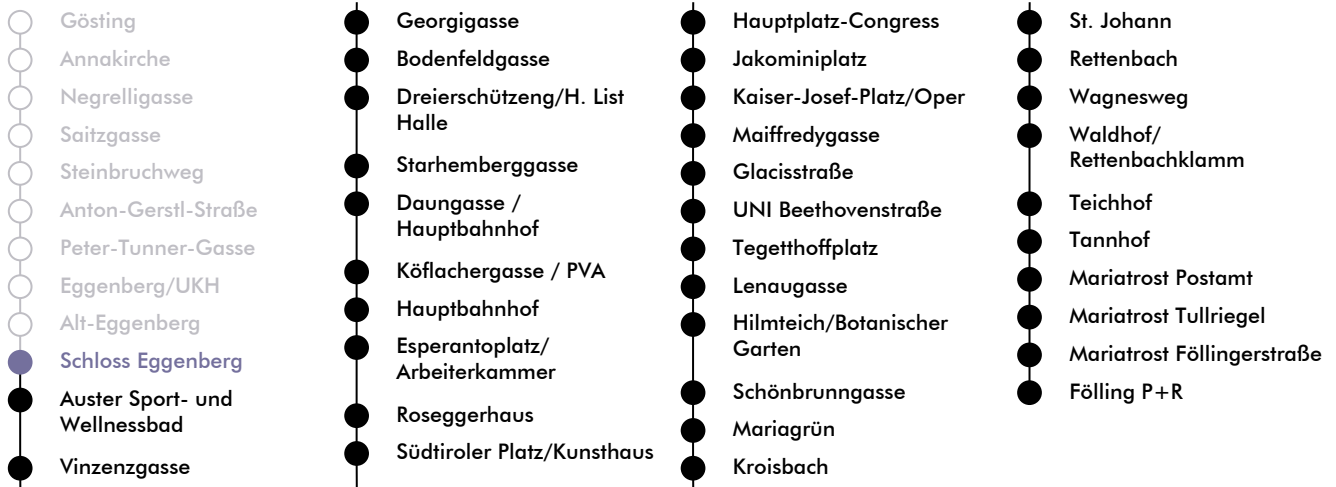 Gösting
Annakirche
Negrelligasse
Saitzgasse
Steinbruchweg
Anton-Gerstl-Straße
Peter-Tunner-Gasse
Eggenberg/UKH
Alt-Eggenberg
Schloss Eggenberg
Auster Sport- und
Wellnessbad
Vinzenzgasse
Georgigasse
Bodenfeldgasse
Dreierschützeng/H. List
Halle
Starhemberggasse
Daungasse /
Hauptbahnhof
Köflachergasse / PVA
Hauptbahnhof
Esperantoplatz/
Arbeiterkammer
Roseggerhaus
Südtiroler Platz/Kunsthaus
Hauptplatz-Congress
Jakominiplatz
Kaiser-Josef-Platz/Oper
Maiffredygasse
Glacisstraße
UNI Beethovenstraße
Tegetthoffplatz
Lenaugasse
Hilmteich/Botanischer
Garten
Schönbrunngasse
Mariagrün
Kroisbach
St. Johann
Rettenbach
Wagnesweg
Waldhof/
Rettenbachklamm
Teichhof
Tannhof
Mariatrost Postamt
Mariatrost Tullriegel
Mariatrost Föllingerstraße
Fölling P+R